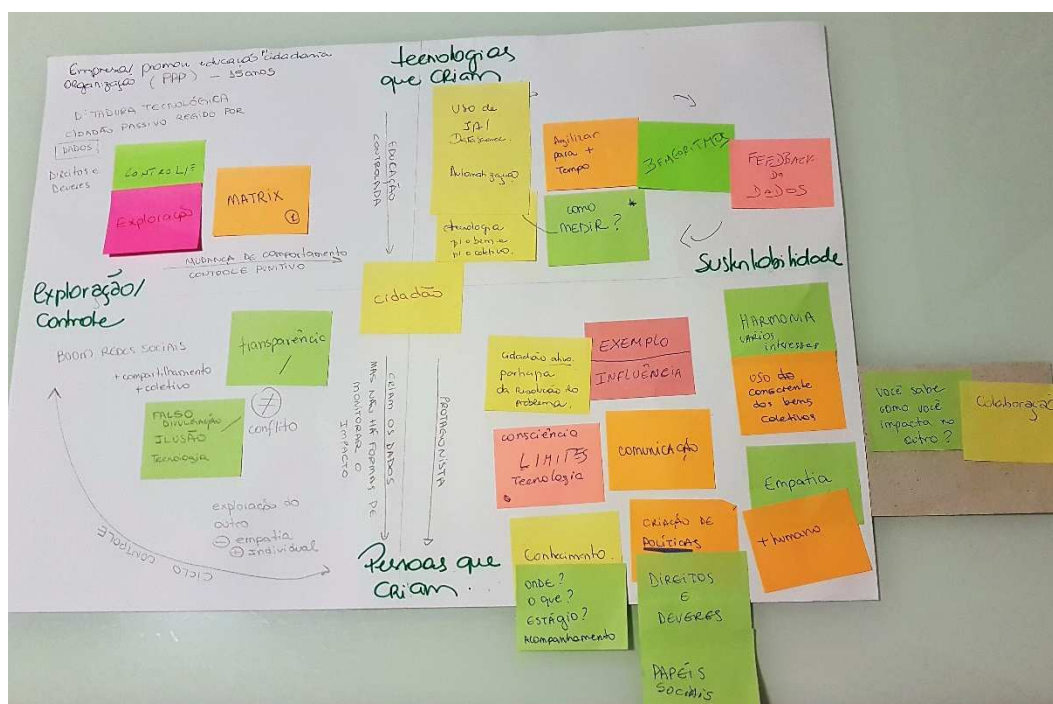 Empresa/ promou educação "cidadania
Organização (PPP) - 15 anos
DITADURA TECNOLÓGICA
CIDADÃO PASSIVO REGIDO POR
DADOS
Direitos e
Deveres
CONTROLE
Exploração
MATRIX
+
MUDANÇA DE comportamento
CONTROLE PUNITIVO
tecnologias
que CRiam
EDUCAÇÃO
CONTROLADA
USO de
IA/
Automatização
tecnologia
p/ o bem e
p/ o coletivo.
Agilizar
para +
Tempo
como
MEDIR?
BEMGORITMOS
FEEDBACK
De
DADOS
Sustentabilidade
exploração/
Controle
cidadão
BOOM REDES SOCIAIS
+ compartilhamento
+ coletivo
transparência
FALSO
DIVULGAÇÃO
ILUSÃO
Tecnologia
≠
conflito
exploração do
outro
- empatia
+ individual
CICLO CONTROLE
CRIAM OS DADOS
MAS NÃO HÁ FORMAS DE
MONITORAR O
IMPACTO
PROTAGONISTA
Pessoas que
CRiam.
Cidadão ativo.
participa
da Resolução do
problema.
EXEMPLO
INFLUÊNCIA
consciência
LIMITES
Tecnologia
COMUNICAÇÃO
HARMONIA
VÁRIOS
interesses
USO
consciente
dos bens
coletivos
Empatia
+ humano
Conhecimento.
ONDE?
O que?
ESTÁGIO?
Acompanhamento
CRIAÇÃO DE
POLÍTICAS
DIREITOS
E
DEVERES
PAPÉIS
SOCIAIS
VOCÊ SABE
como você
impacta no
outro?
Colaboração